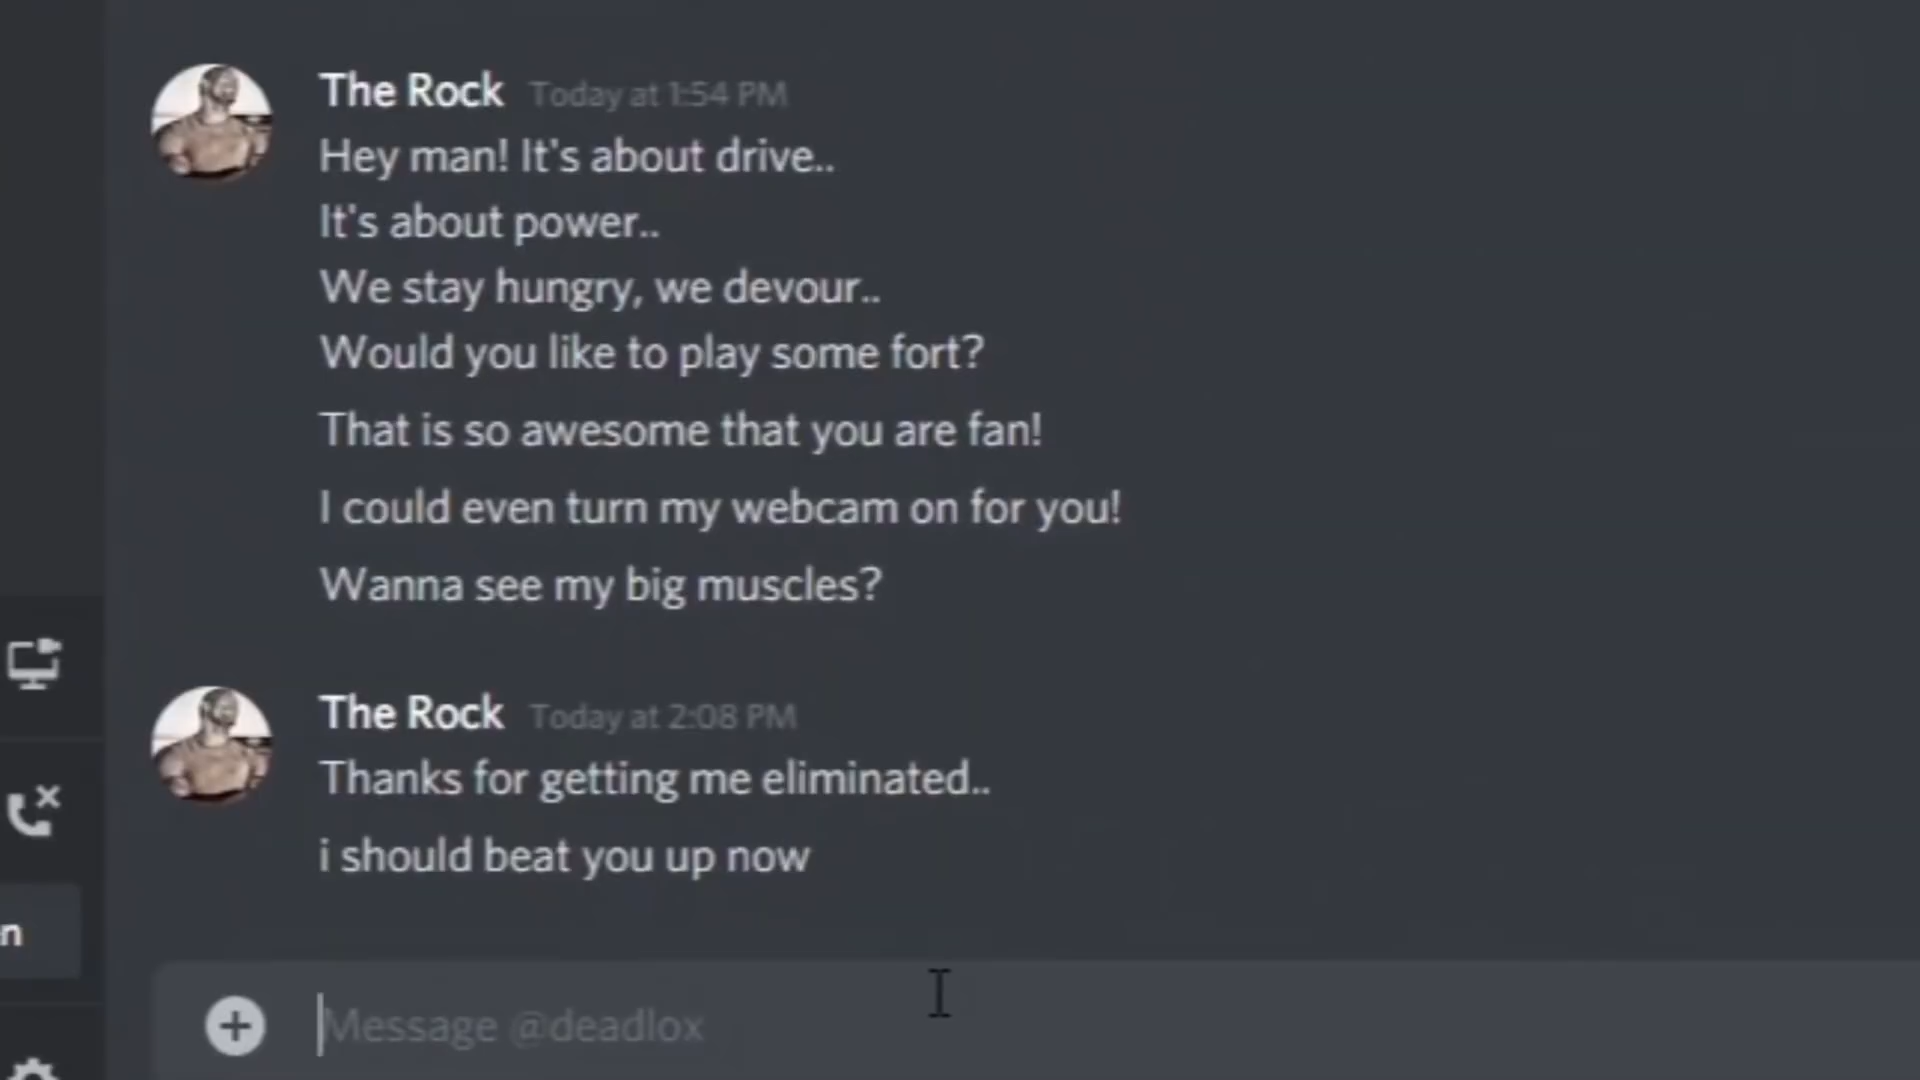 The Rock Today at 1:54 PM
Hey man! It's about drive..
It's about power..
We stay hungry, we devour..
Would you like to play some fort?
That is so awesome that you are fan!
I could even turn my webcam on for you!
Wanna see my big muscles?
The Rock Today at 2:08 PM
Thanks for getting me eliminated..
i should beat you up now
n
Message @deadlox